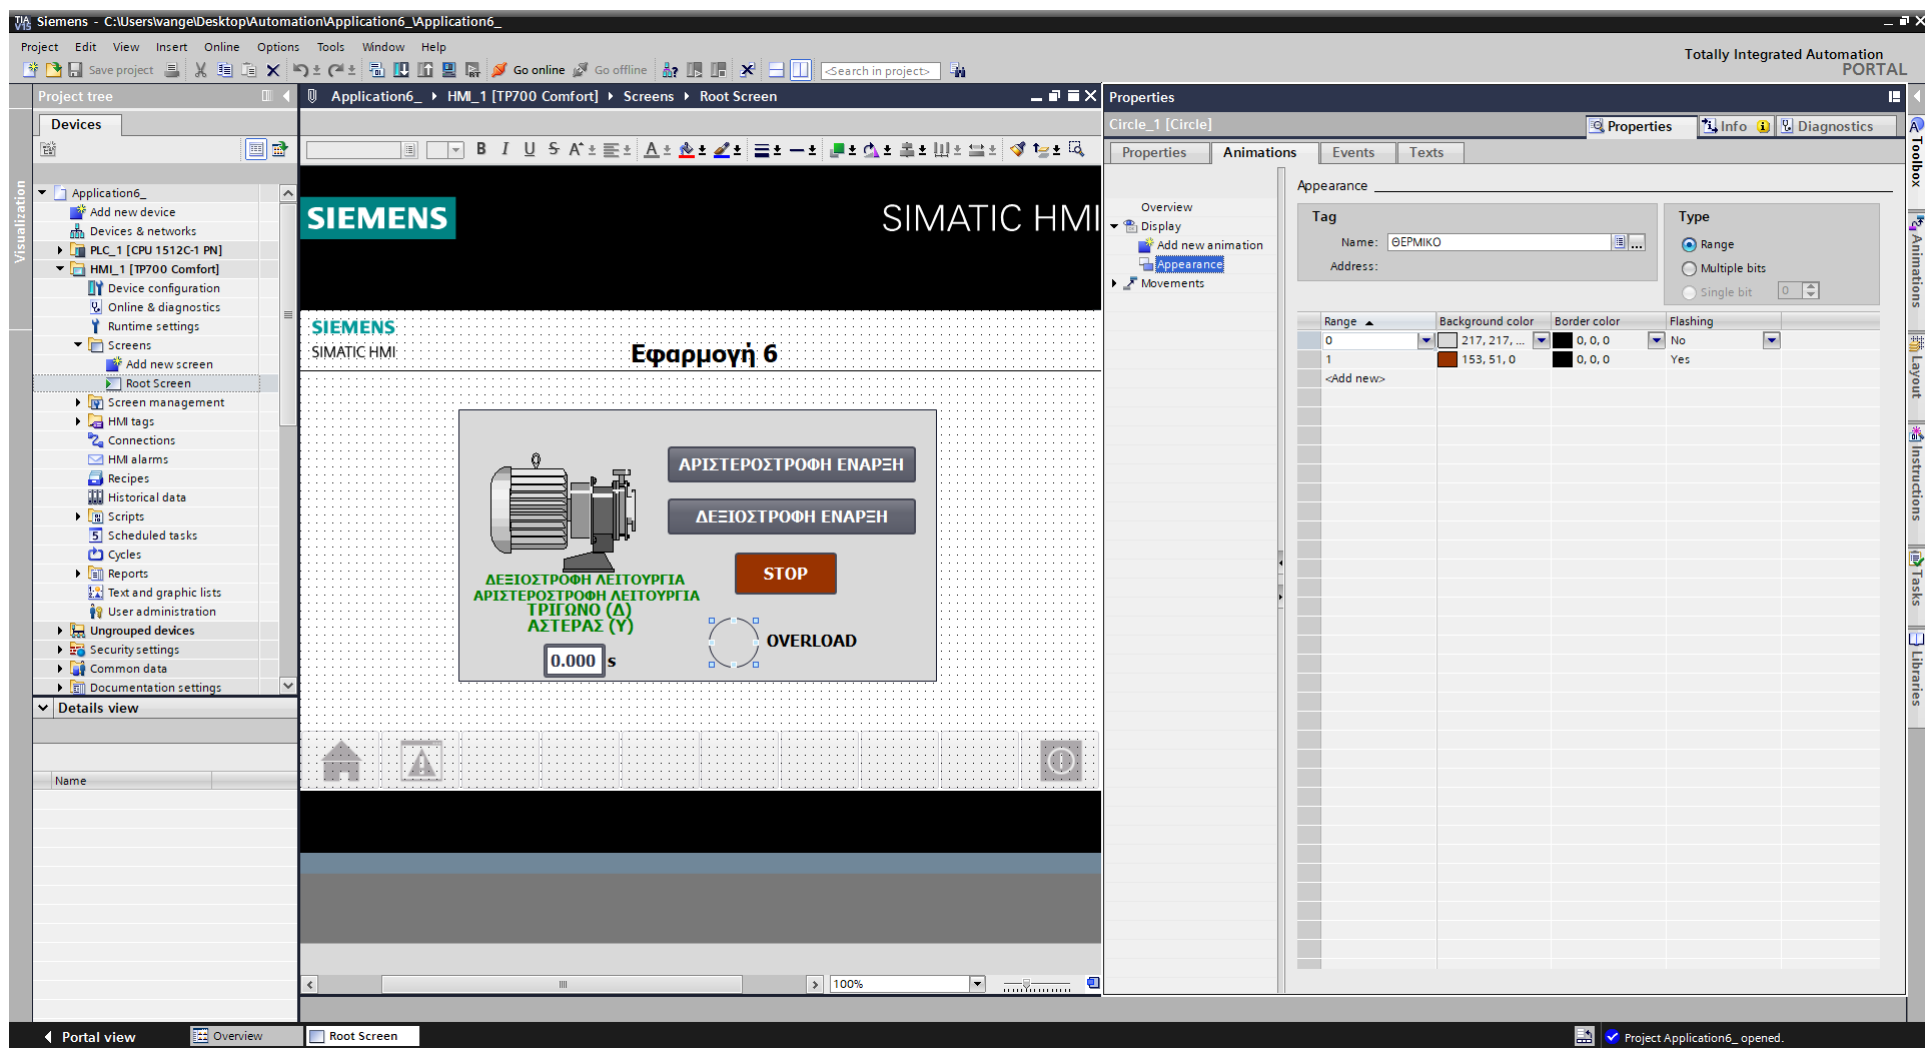 Siemens - C:\Users\vange\Desktop\Automation\Application6_\Application6_
Project Edit View Insert Online Options Tools Window Help
Totally Integrated Automation
PORTAL
Save project
Go online
Go offline
<Search in project>
Project tree
Devices
Visualization
Application6_
Add new device
Devices & networks
PLC_1 [CPU 1512C-1 PN]
HMI_1 [TP700 Comfort]
Device configuration
Online & diagnostics
Runtime settings
Screens
Add new screen
Root Screen
Screen management
HMI tags
Connections
HMI alarms
Recipes
Historical data
Scripts
Scheduled tasks
Cycles
Reports
Text and graphic lists
User administration
Ungrouped devices
Security settings
Common data
Documentation settings
Details view
Name
Application6_ HMI_1 [TP700 Comfort] Screens Root Screen
B I U S A
SIEMENS
SIMATIC HMI
SIEMENS
SIMATIC HMI
Εφαρμογή 6
ΑΡΙΣΤΕΡΟΣΤΡΟΦΗ ΕΝΑΡΞΗ
ΔΕΞΙΟΣΤΡΟΦΗ ΕΝΑΡΞΗ
STOP
ΔΕΞΙΟΣΤΡΟΦΗ ΛΕΙΤΟΥΡΓΙΑ
ΑΡΙΣΤΕΡΟΣΤΡΟΦΗ ΛΕΙΤΟΥΡΓΙΑ
ΤΡΙΓΩΝΟ (Δ)
ΑΣΤΕΡΑΣ (Υ)
0.000 s
OVERLOAD
100%
Properties
Circle_1 [Circle]
Properties Info Diagnostics
Properties Animations Events Texts
Overview
Display
Add new animation
Appearance
Movements
Appearance
Tag
Name: ΘΕΡΜΙΚΟ
Address:
Type
Range
Multiple bits
Single bit 0
Range Background color Border color Flashing
0 217, 217, ... 0, 0, 0 No
1 153, 51, 0 0, 0, 0 Yes
<Add new>
Toolbox
Animations
Layout
Instructions
Tasks
Libraries
Portal view
Overview
Root Screen
Project Application6_ opened.